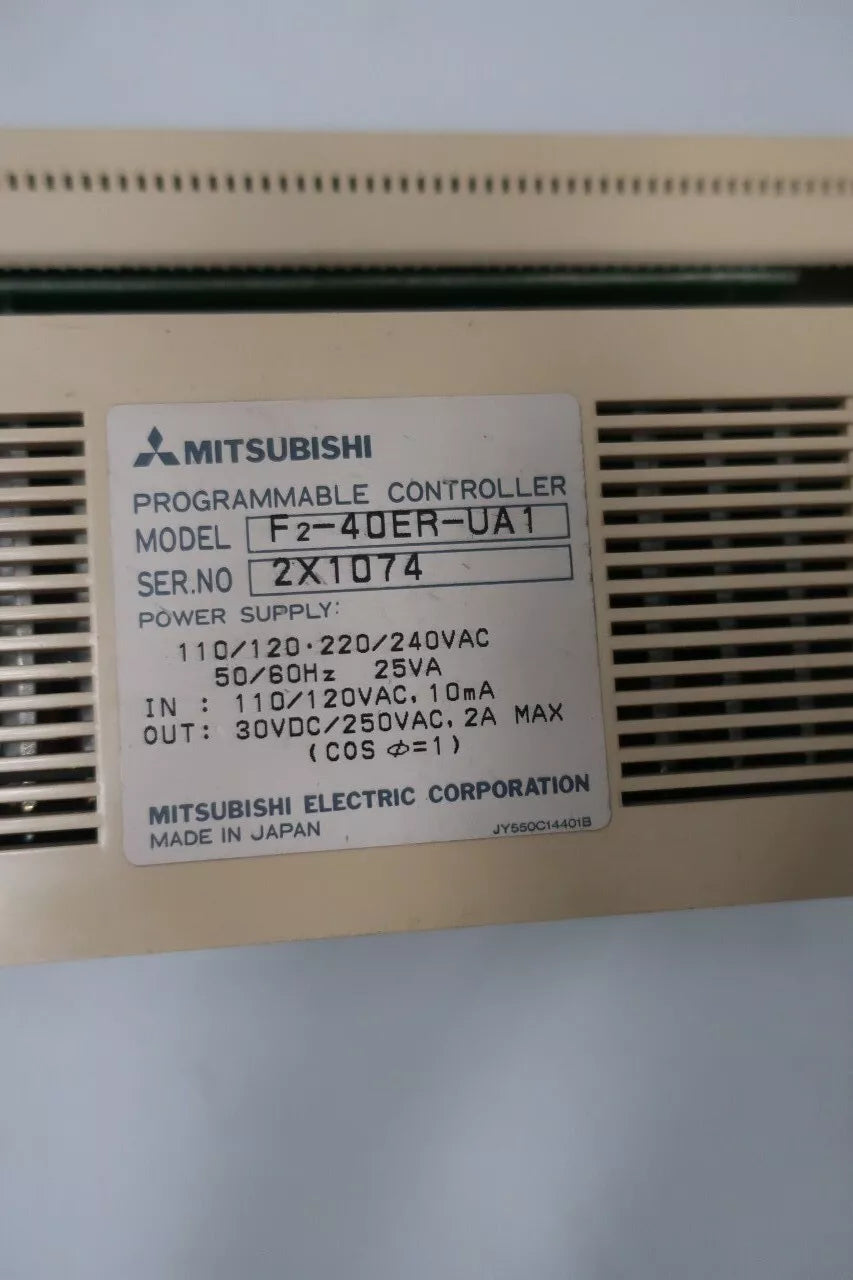 MITSUBISHI
PROGRAMMABLE CONTROLLER
MODEL F2-40ER-UA1
SER.NO 2X1074
POWER SUPPLY:
110/120·220/240VAC
50/60Hz 25VA
IN : 110/120VAC, 10mA
OUT: 30VDC/250VAC, 2A MAX
(COS φ=1)
MITSUBISHI ELECTRIC CORPORATION
MADE IN JAPAN JY550C14401B